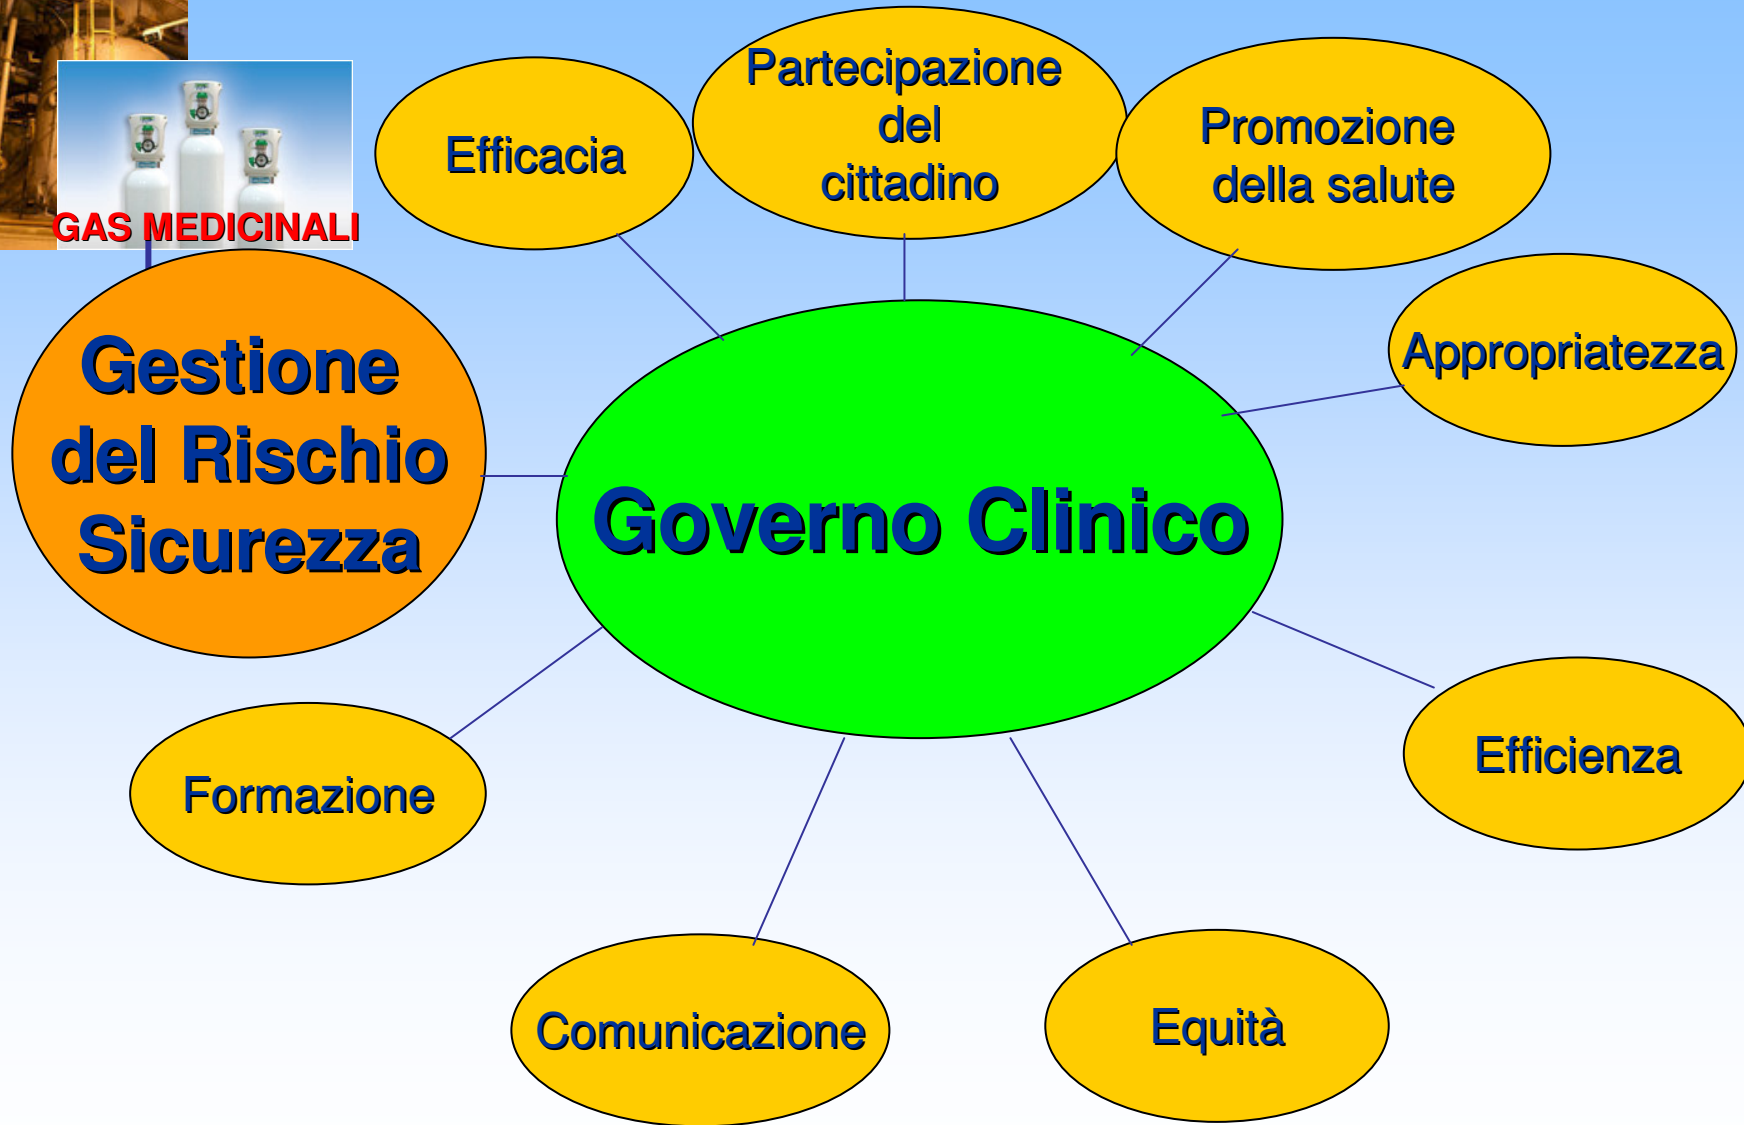 GAS MEDICINALI
Efficacia
Partecipazione
del
cittadino
Promozione
della salute
Appropriatezza
Gestione
del Rischio
Sicurezza
Governo Clinico
Efficienza
Formazione
Comunicazione
Equità